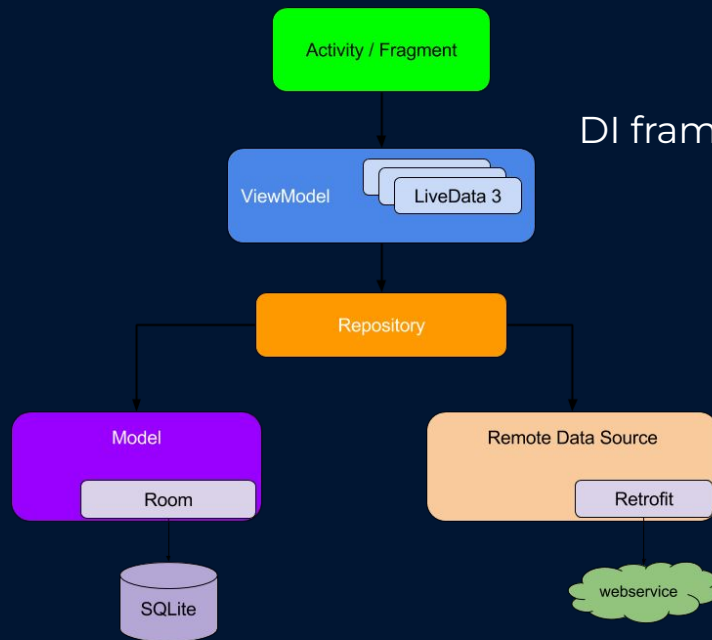 Activity / Fragment
DI fram
ViewModel
LiveData 3
Repository
Model
Remote Data Source
Room
Retrofit
SQLite
webservice